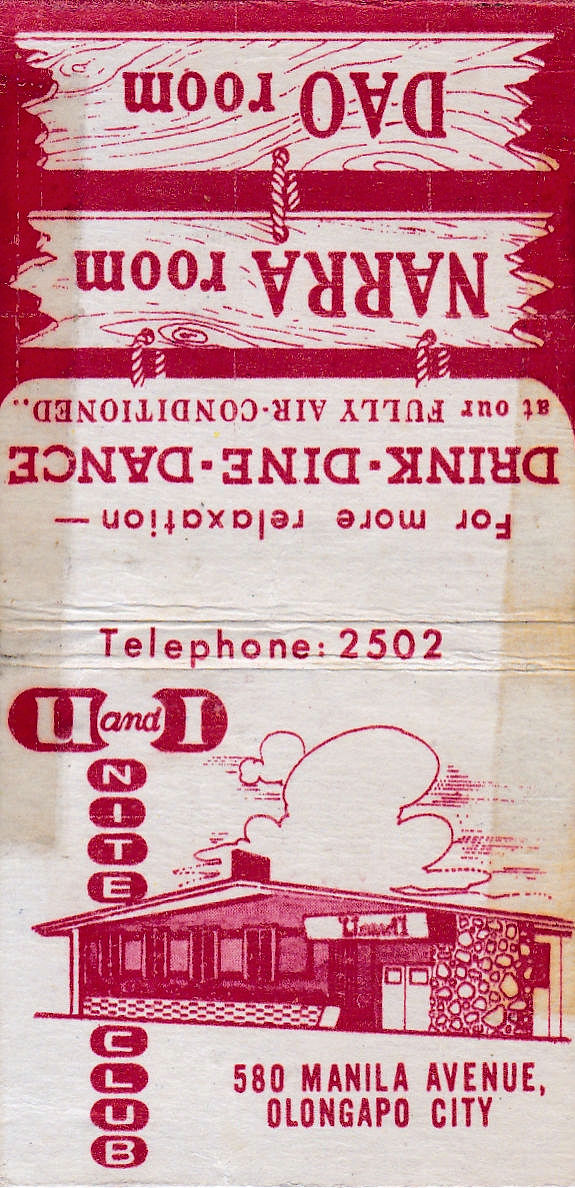 For more relaxation —
DRINK·DINE·DANCE
at our FULLY AIR-CONDITIONED..
NARRA room
DAO room
Telephone: 2502
U and I
NITE
CLUB
U and I
580 MANILA AVENUE,
OLONGAPO CITY